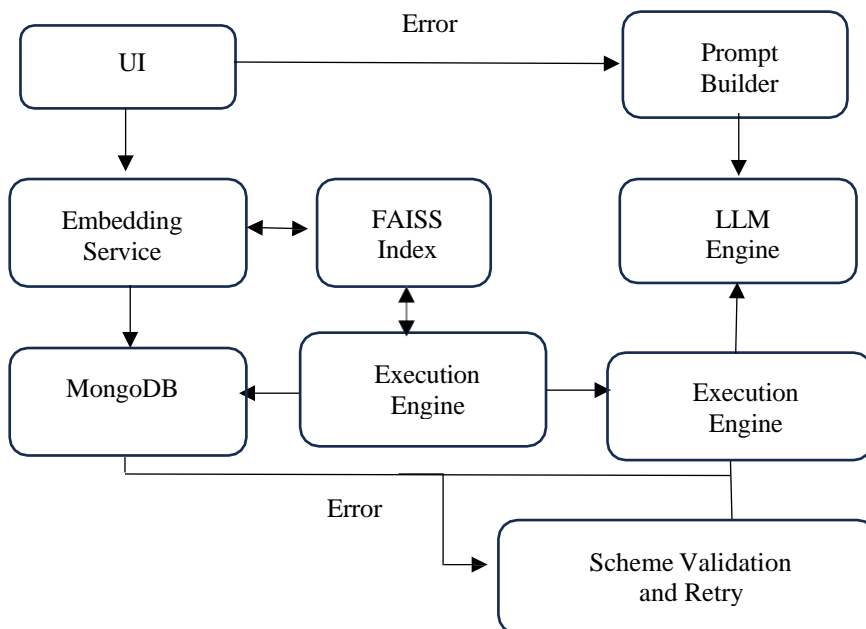 Error
UI
Prompt
Builder
Embedding
Service
FAISS
Index
LLM
Engine
MongoDB
Execution
Engine
Execution
Engine
Error
Scheme Validation
and Retry